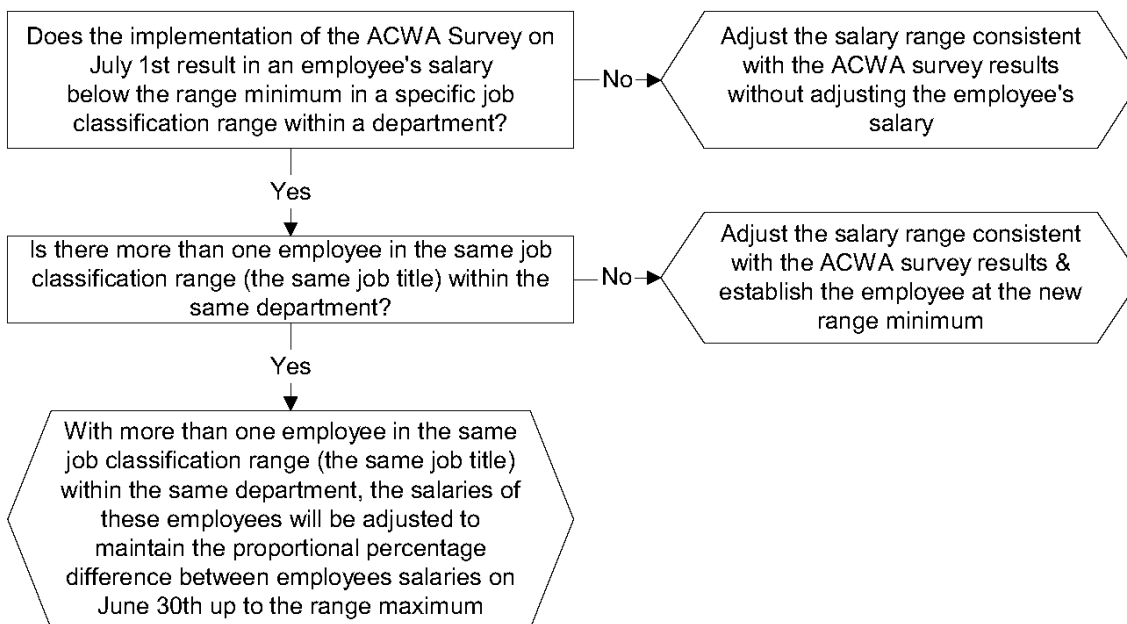 Does the implementation of the ACWA Survey on
July 1st result in an employee's salary
below the range minimum in a specific job
classification range within a department?
No
Adjust the salary range consistent
with the ACWA survey results
without adjusting the employee's
salary
Yes
Is there more than one employee in the same job
classification range (the same job title) within the
same department?
No
Adjust the salary range consistent
with the ACWA survey results &
establish the employee at the new
range minimum
Yes
With more than one employee in the same
job classification range (the same job title)
within the same department, the salaries of
these employees will be adjusted to
maintain the proportional percentage
difference between employees salaries on
June 30th up to the range maximum